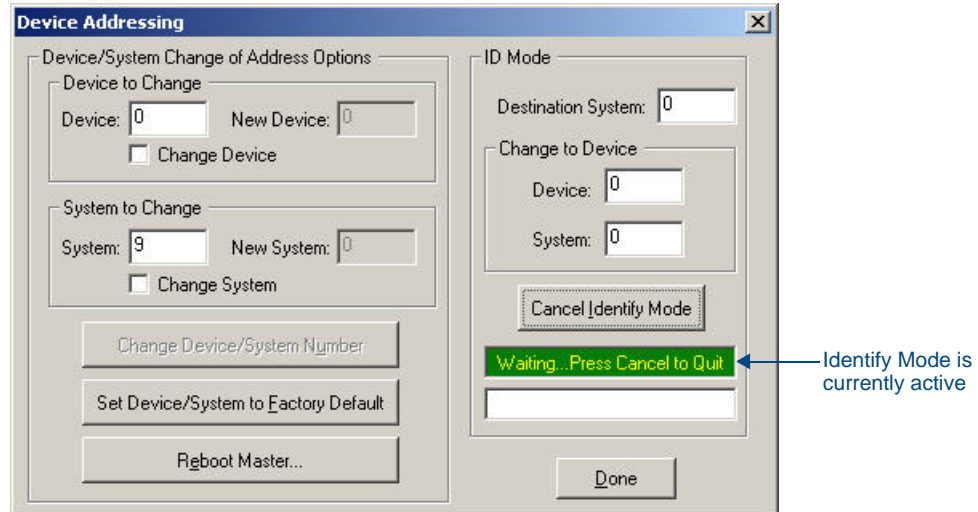 Device Addressing
Device/System Change of Address Options
Device to Change
Device: 0 New Device: 0
Change Device
System to Change
System: 9 New System: 0
Change System
Change Device/System Number
Set Device/System to Factory Default
Reboot Master...
ID Mode
Destination System: 0
Change to Device
Device: 0
System: 0
Cancel Identify Mode
Waiting...Press Cancel to Quit
Done
Identify Mode is
currently active